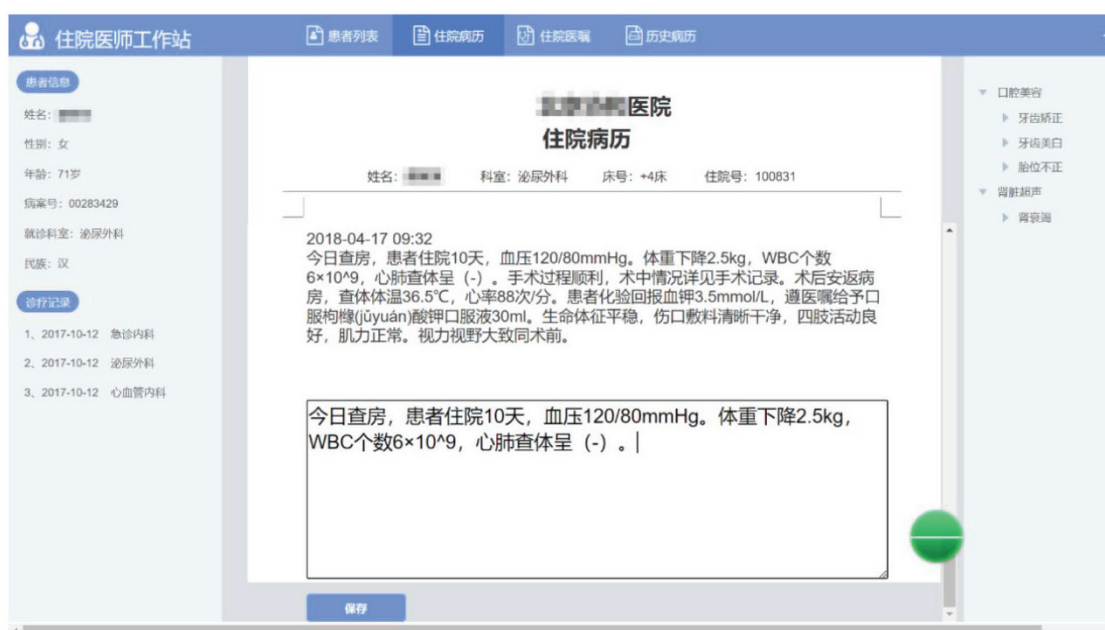 住院医师工作站
患者列表
住院病历
住院医嘱
历史病历
患者信息
姓名：
性别：女
年龄：71岁
病案号：00283429
就诊科室：泌尿外科
民族：汉
诊疗记录
1、2017-10-12 急诊内科
2、2017-10-12 泌尿外科
3、2017-10-12 心血管内科
医院
住院病历
姓名： 科室：泌尿外科 床号：+4床 住院号：100831
2018-04-17 09:32
今日查房，患者住院10天，血压120/80mmHg。体重下降2.5kg，WBC个数
6×10^9，心肺查体呈（-）。手术过程顺利，术中情况详见手术记录。术后安返病
房，查体体温36.5℃，心率88次/分。患者化验回报血钾3.5mmol/L，遵医嘱给予口
服枸橼(jǔyuán)酸钾口服液30ml。生命体征平稳，伤口敷料清晰干净，四肢活动良
好，肌力正常。视力视野大致同术前。
今日查房，患者住院10天，血压120/80mmHg。体重下降2.5kg，
WBC个数6×10^9，心肺查体呈（-）。
保存
口腔美容
牙齿矫正
牙齿美白
胎位不正
肾脏超声
肾衰竭